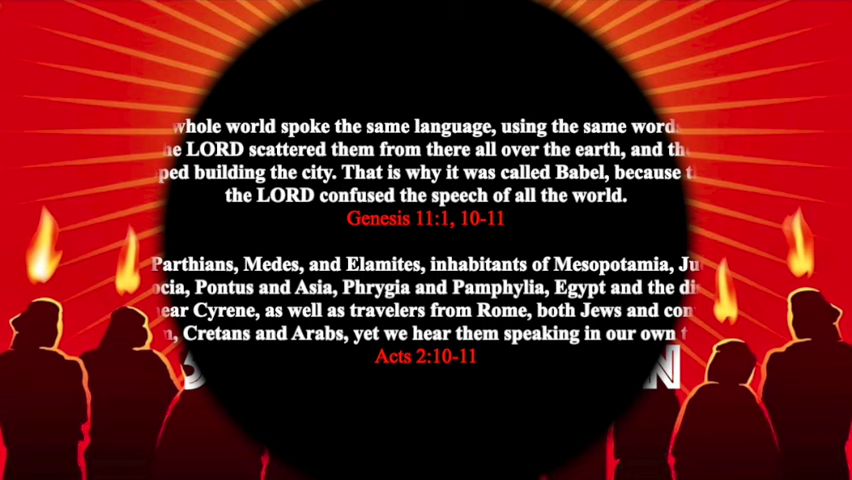 whole world spoke the same language, using the same words
the LORD scattered them from there all over the earth, and the
building the city. That is why it was called Babel, because
the LORD confused the speech of all the world.
Genesis 11:1, 10-11
Parthians, Medes, and Elamites, inhabitants of Mesopotamia,
Pontus and Asia, Phrygia and Pamphylia, Egypt and the
near Cyrene, as well as travelers from Rome, both Jews and
Cretans and Arabs, yet we hear them speaking in our own
Acts 2:10-11